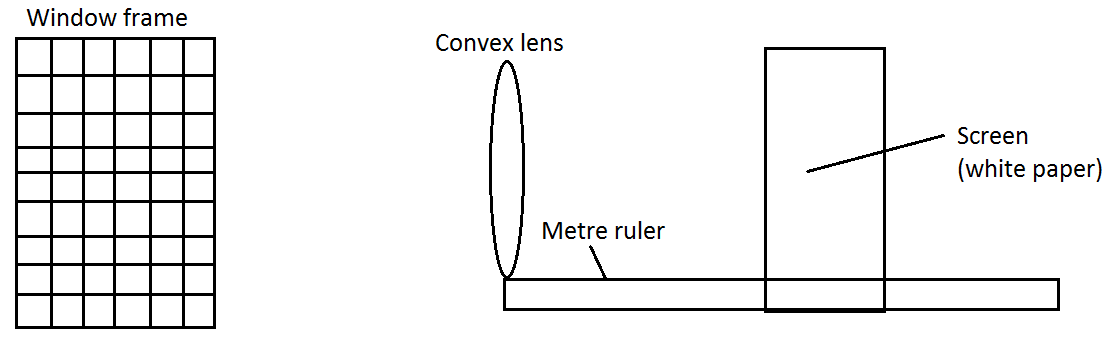 Window frame
Convex lens
Screen
(white paper)
Metre ruler